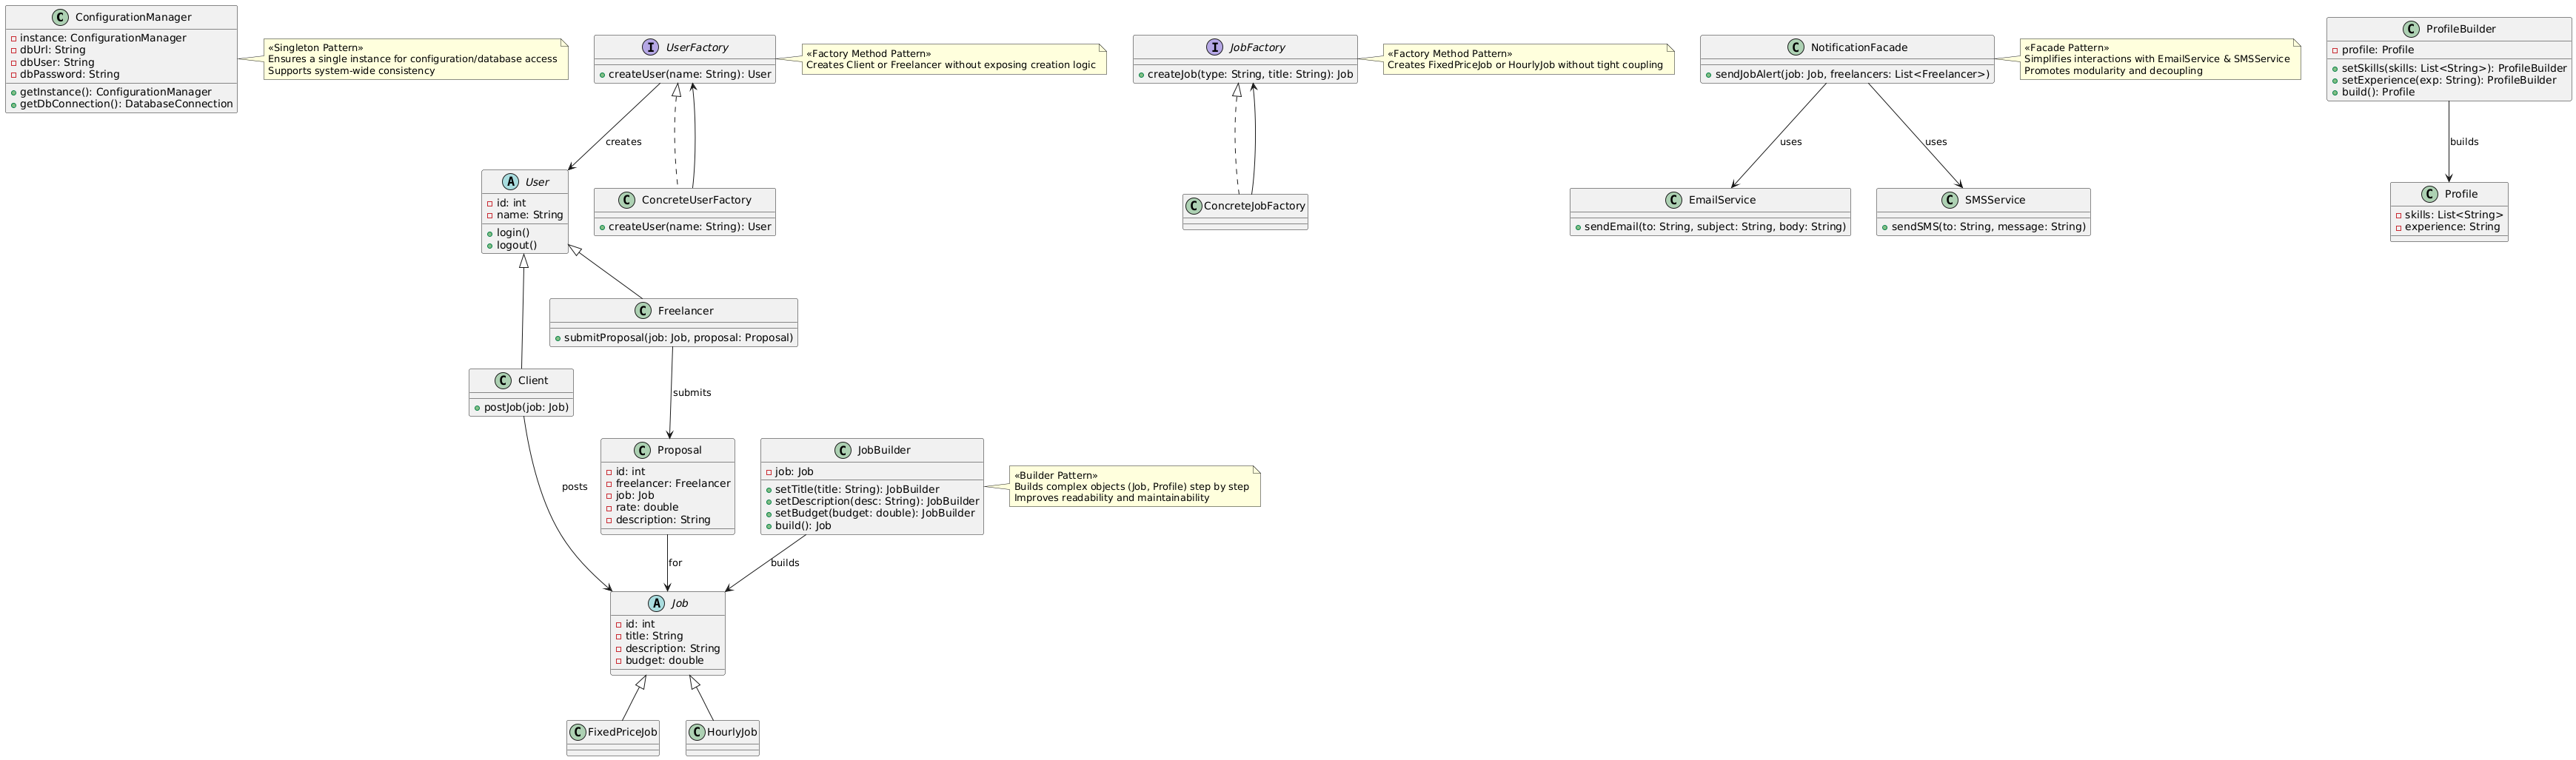 C ConfigurationManager
instance: ConfigurationManager
dbUrl: String
dbUser: String
dbPassword: String
getInstance(): ConfigurationManager
getDbConnection(): DatabaseConnection
«Singleton Pattern»
Ensures a single instance for configuration/database access
Supports system-wide consistency
I UserFactory
createUser(name: String): User
«Factory Method Pattern»
Creates Client or Freelancer without exposing creation logic
I JobFactory
createJob(type: String, title: String): Job
«Factory Method Pattern»
Creates FixedPriceJob or HourlyJob without tight coupling
C NotificationFacade
sendJobAlert(job: Job, freelancers: List<Freelancer>)
«Facade Pattern»
Simplifies interactions with EmailService & SMSService
Promotes modularity and decoupling
C ProfileBuilder
profile: Profile
setSkills(skills: List<String>): ProfileBuilder
setExperience(exp: String): ProfileBuilder
build(): Profile
creates
uses
uses
builds
A User
id: int
name: String
login()
logout()
C ConcreteUserFactory
createUser(name: String): User
C ConcreteJobFactory
C EmailService
sendEmail(to: String, subject: String, body: String)
C SMSService
sendSMS(to: String, message: String)
C Profile
skills: List<String>
experience: String
C Freelancer
submitProposal(job: Job, proposal: Proposal)
C Client
postJob(job: Job)
submits
posts
C Proposal
id: int
freelancer: Freelancer
job: Job
rate: double
description: String
C JobBuilder
job: Job
setTitle(title: String): JobBuilder
setDescription(desc: String): JobBuilder
setBudget(budget: double): JobBuilder
build(): Job
«Builder Pattern»
Builds complex objects (Job, Profile) step by step
Improves readability and maintainability
for
builds
A Job
id: int
title: String
description: String
budget: double
C FixedPriceJob
C HourlyJob